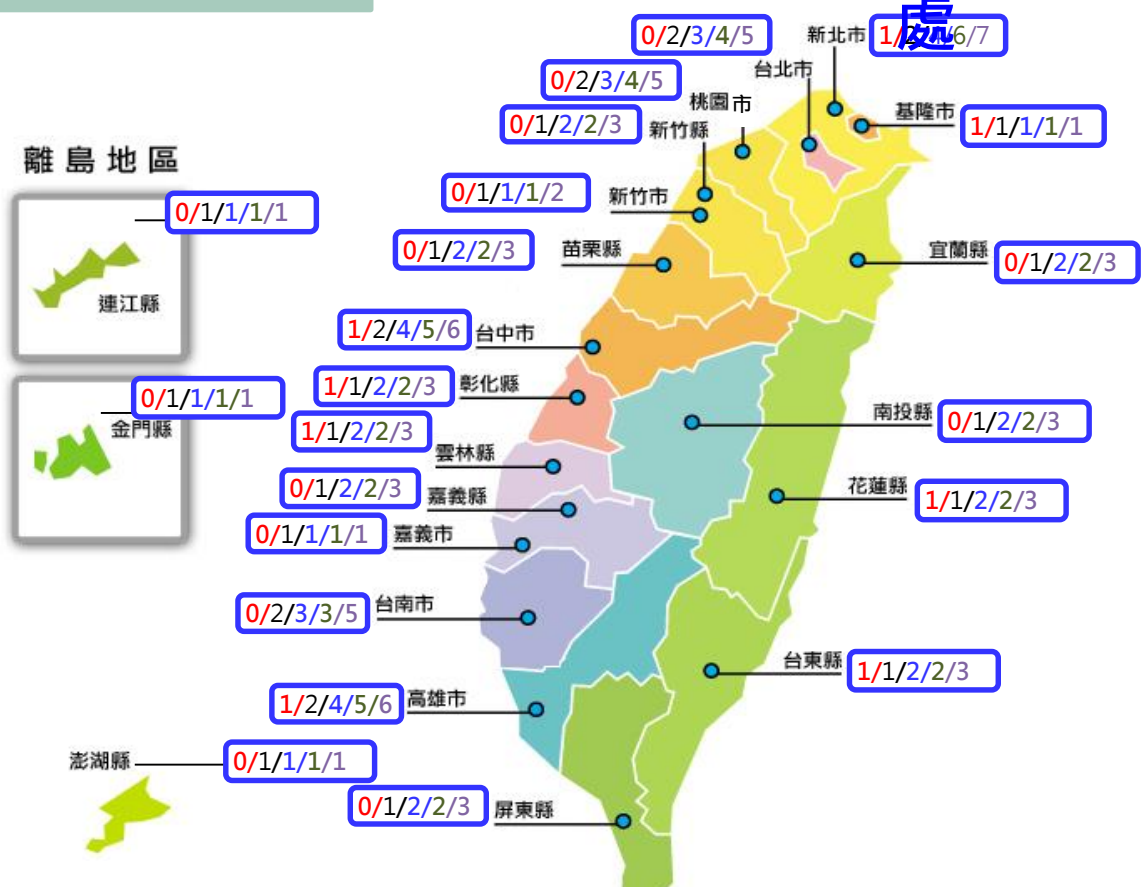 處
0/2/3/4/5
新北市
1/2/4/6/7
台北市
0/2/3/4/5
桃園市
0/1/2/2/3
新竹縣
基隆市
1/1/1/1/1
離島地區
0/1/1/1/1
連江縣
0/1/1/1/2
新竹市
0/1/2/2/3
苗栗縣
宜蘭縣
0/1/2/2/3
1/2/4/5/6
台中市
1/1/2/2/3
彰化縣
0/1/1/1/1
金門縣
南投縣
0/1/2/2/3
1/1/2/2/3
雲林縣
0/1/2/2/3
嘉義縣
花蓮縣
1/1/2/2/3
0/1/1/1/1
嘉義市
0/2/3/3/5
台南市
台東縣
1/1/2/2/3
1/2/4/5/6
高雄市
澎湖縣
0/1/1/1/1
0/1/2/2/3
屏東縣